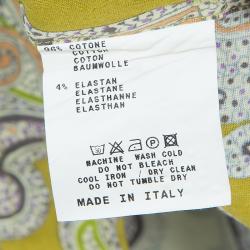 96% COTONE
COTTON
COTON
BAUMWOLLE
4% ELASTAN
ELASTANE
ELASTHANNE
ELASTHAN
MACHINE WASH COLD
DO NOT BLEACH
COOL IRON / DRY CLEAN
DO NOT TUMBLE DRY
MADE IN ITALY